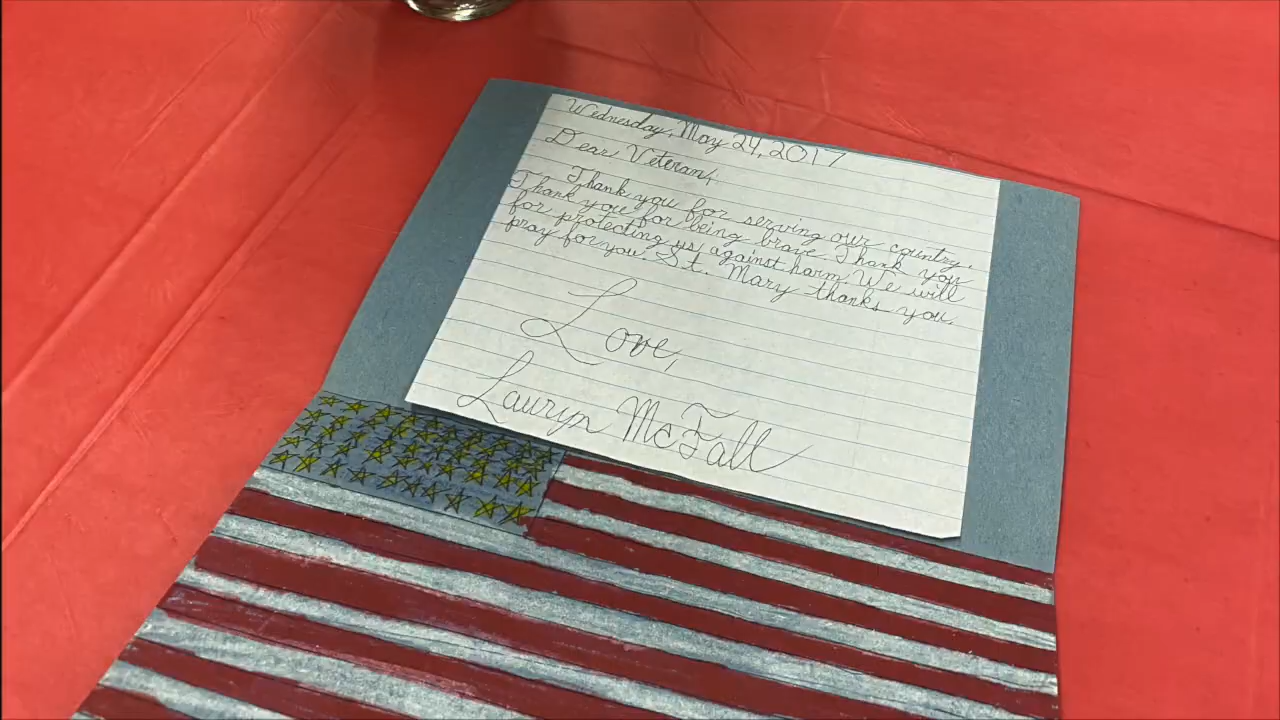 Wednesday, May 24, 2017
Dear Veteran,
Thank you for serving our country.
Thank you for being brave. Thank you
for protecting us against harm. We will
pray for you. St. Mary thanks you.
Love,
Lauryn McFall